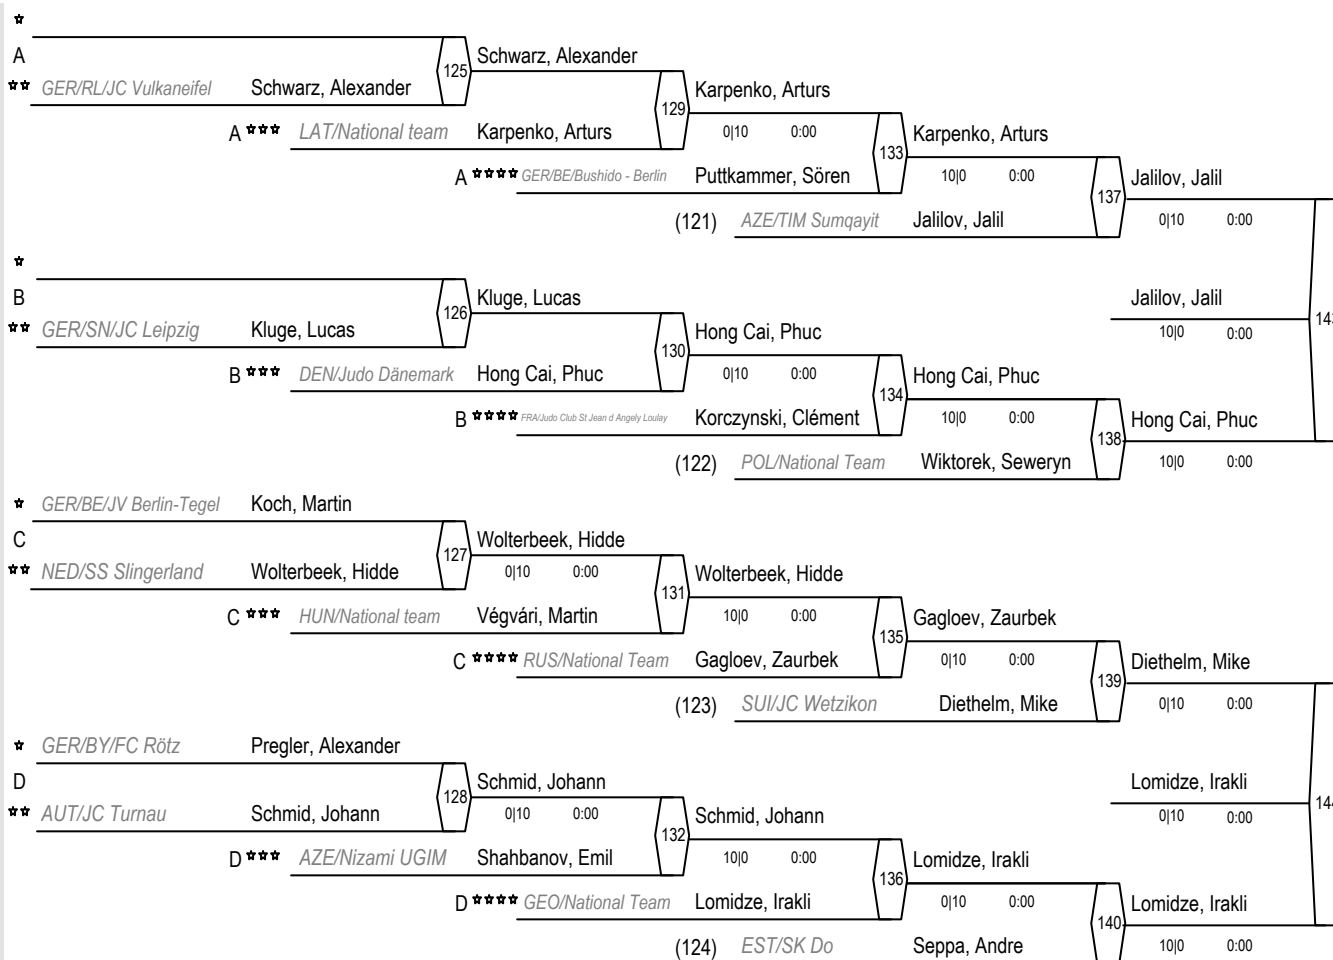 A
Schwarz, Alexander
125
GER/RL/JC Vulkaneifel Schwarz, Alexander
Karpenko, Arturs
129
A LAT/National team Karpenko, Arturs
0|10 0:00
Karpenko, Arturs
133
A GER/BE/Bushido - Berlin Puttkammer, Sören
10|0 0:00
Jalilov, Jalil
137
(121) AZE/TIM Sumqayit Jalilov, Jalil
0|10 0:00
B
Kluge, Lucas
Jalilov, Jalil
126
143
GER/SN/JC Leipzig Kluge, Lucas
Hong Cai, Phuc
10|0 0:00
130
B DEN/Judo Dänemark Hong Cai, Phuc
0|10 0:00
Hong Cai, Phuc
134
B FRA/Judo Club St Jean d Angely Loulay Korczynski, Clément
10|0 0:00
Hong Cai, Phuc
138
(122) POL/National Team Wiktorek, Seweryn
10|0 0:00
GER/BE/JV Berlin-Tegel Koch, Martin
C
Wolterbeek, Hidde
127
NED/SS Slingerland Wolterbeek, Hidde
0|10 0:00
Wolterbeek, Hidde
131
C HUN/National team Végvári, Martin
10|0 0:00
Gagloev, Zaurbek
135
C RUS/National Team Gagloev, Zaurbek
0|10 0:00
Diethelm, Mike
139
(123) SUI/JC Wetzikon Diethelm, Mike
0|10 0:00
GER/BY/FC Rötz Pregler, Alexander
D
Schmid, Johann
Lomidze, Irakli
128
144
AUT/JC Turnau Schmid, Johann
0|10 0:00
Schmid, Johann
0|10 0:00
132
D AZE/Nizami UGIM Shahbanov, Emil
10|0 0:00
Lomidze, Irakli
136
D GEO/National Team Lomidze, Irakli
0|10 0:00
Lomidze, Irakli
140
(124) EST/SK Do Seppa, Andre
10|0 0:00